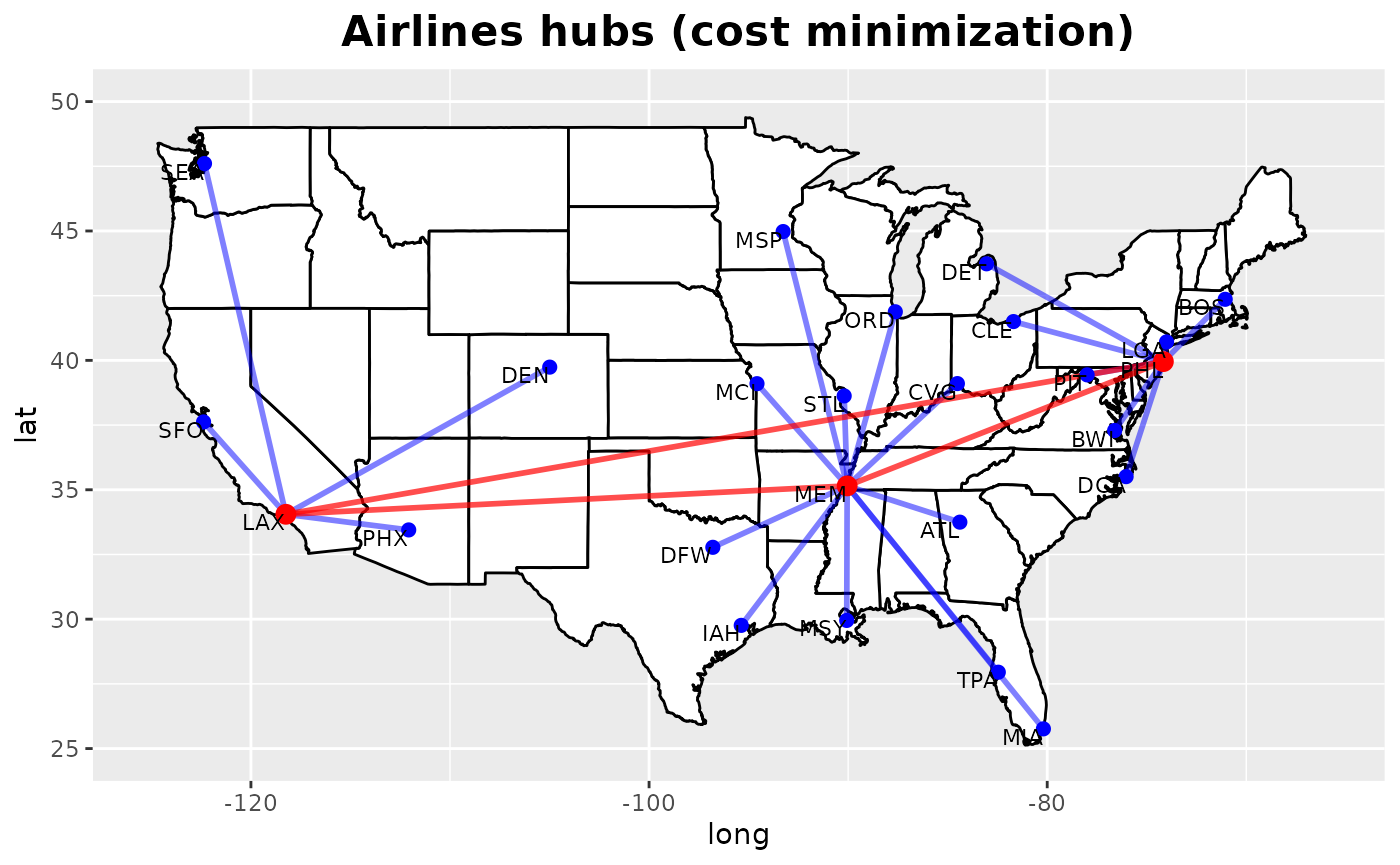 Airlines hubs (cost minimization)
50
45
40
35
30
25
lat
SEA
MSP
DET
BOS
ORD
CLE
LGA
PHL
DEN
PIT
MCI
CVG
STL
SFO
BWI
DCA
MEM
LAX
PHX
ATL
DFW
IAH
MSY
TPA
MIA
-120
-100
-80
long